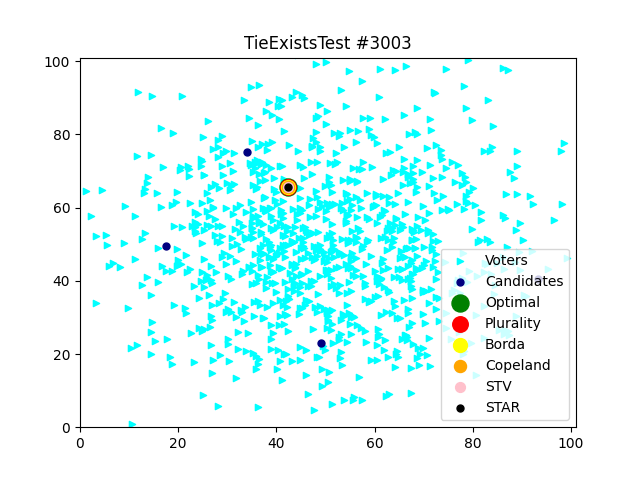 TieExistsTest #3003
100
80
60
40
20
0
0 20 40 60 80 100
Voters
Candidates
Optimal
Plurality
Borda
Copeland
STV
STAR